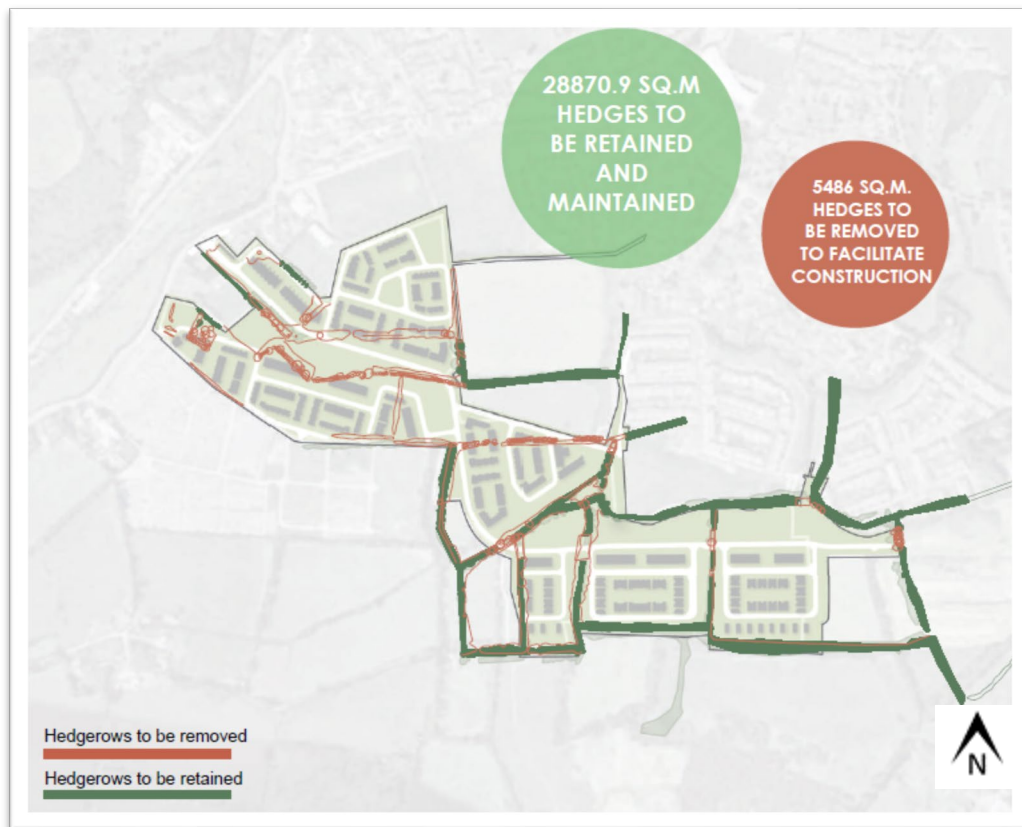 28870.9 SQ.M
HEDGES TO
BE RETAINED
AND
MAINTAINED
5486 SQ.M.
HEDGES TO
BE REMOVED
TO FACILITATE
CONSTRUCTION
Hedgerows to be removed
Hedgerows to be retained
N